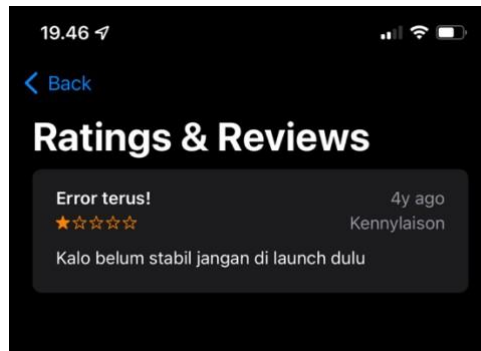 19.46
Back
Ratings & Reviews
Error terus! 4y ago
Kennylaison
Kalo belum stabil jangan di launch dulu